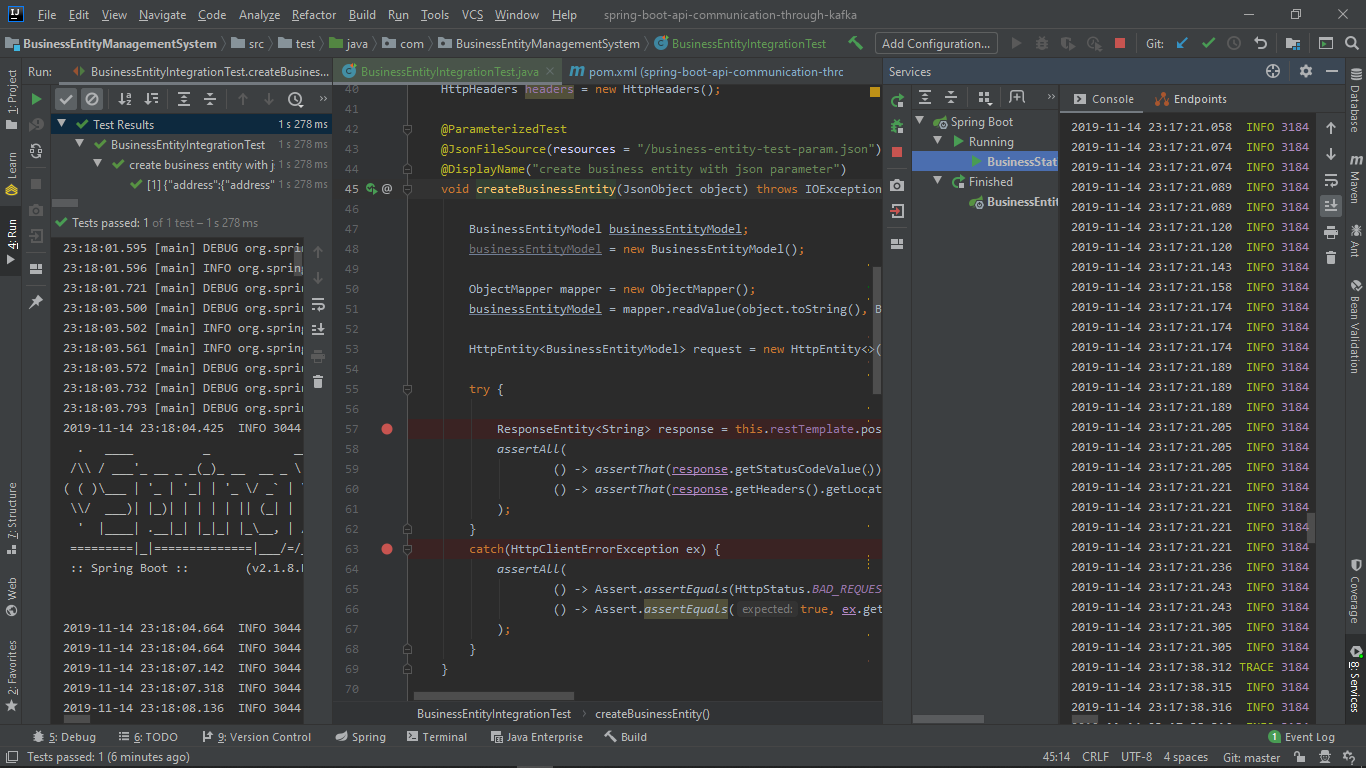 File Edit View Navigate Code Analyze Refactor Build Run Tools VCS Window Help spring-boot-api-communication-through-kafka
BusinessEntityManagementSystem src test java com BusinessEntityManagementSystem BusinessEntityIntegrationTest Add Configuration... Git:
1: Project
Learn
4: Run
7: Structure
Web
2: Favorites
Run: BusinessEntityIntegrationTest.createBusines...
Test Results 1 s 278 ms
BusinessEntityIntegrationTest 1 s 278 ms
create business entity with j 1 s 278 ms
[1] {"address":{"address" 1 s 278 ms
Tests passed: 1 of 1 test – 1 s 278 ms
23:18:01.595 [main] DEBUG org.spri
23:18:01.596 [main] INFO org.spring
23:18:01.721 [main] DEBUG org.spri
23:18:03.500 [main] DEBUG org.spri
23:18:03.502 [main] INFO org.spring
23:18:03.561 [main] INFO org.spring
23:18:03.572 [main] DEBUG org.spri
23:18:03.732 [main] DEBUG org.spri
23:18:03.793 [main] DEBUG org.spri
2019-11-14 23:18:04.425 INFO 3044
:: Spring Boot :: (v2.1.8.
2019-11-14 23:18:04.664 INFO 3044
2019-11-14 23:18:04.664 INFO 3044
2019-11-14 23:18:07.142 INFO 3044
2019-11-14 23:18:07.318 INFO 3044
2019-11-14 23:18:08.136 INFO 3044
BusinessEntityIntegrationTest.java pom.xml (spring-boot-api-communication-thrc
40 HttpHeaders headers = new HttpHeaders();
41
42 @ParameterizedTest
43 @JsonFileSource(resources = "/business-entity-test-param.json")
44 @DisplayName("create business entity with json parameter")
45 void createBusinessEntity(JsonObject object) throws IOException
46
47 BusinessEntityModel businessEntityModel;
48 businessEntityModel = new BusinessEntityModel();
49
50 ObjectMapper mapper = new ObjectMapper();
51 businessEntityModel = mapper.readValue(object.toString(), B
52
53 HttpEntity<BusinessEntityModel> request = new HttpEntity<>(
54
55 try {
56
57 ResponseEntity<String> response = this.restTemplate.pos
58 assertAll(
59 () -> assertThat(response.getStatusCodeValue())
60 () -> assertThat(response.getHeaders().getLocat
61 );
62 }
63 catch(HttpClientErrorException ex) {
64 assertAll(
65 () -> Assert.assertEquals(HttpStatus.BAD_REQUES
66 () -> Assert.assertEquals( expected: true, ex.get
67 );
68 }
69 }
70
BusinessEntityIntegrationTest createBusinessEntity()
Services
Spring Boot
Running
BusinessStat
Finished
BusinessEntit
Console Endpoints
2019-11-14 23:17:21.058 INFO 3184
2019-11-14 23:17:21.074 INFO 3184
2019-11-14 23:17:21.074 INFO 3184
2019-11-14 23:17:21.089 INFO 3184
2019-11-14 23:17:21.089 INFO 3184
2019-11-14 23:17:21.120 INFO 3184
2019-11-14 23:17:21.120 INFO 3184
2019-11-14 23:17:21.143 INFO 3184
2019-11-14 23:17:21.158 INFO 3184
2019-11-14 23:17:21.174 INFO 3184
2019-11-14 23:17:21.174 INFO 3184
2019-11-14 23:17:21.174 INFO 3184
2019-11-14 23:17:21.189 INFO 3184
2019-11-14 23:17:21.189 INFO 3184
2019-11-14 23:17:21.189 INFO 3184
2019-11-14 23:17:21.205 INFO 3184
2019-11-14 23:17:21.205 INFO 3184
2019-11-14 23:17:21.205 INFO 3184
2019-11-14 23:17:21.221 INFO 3184
2019-11-14 23:17:21.221 INFO 3184
2019-11-14 23:17:21.221 INFO 3184
2019-11-14 23:17:21.221 INFO 3184
2019-11-14 23:17:21.236 INFO 3184
2019-11-14 23:17:21.243 INFO 3184
2019-11-14 23:17:21.243 INFO 3184
2019-11-14 23:17:21.305 INFO 3184
2019-11-14 23:17:21.305 INFO 3184
2019-11-14 23:17:38.312 TRACE 3184
2019-11-14 23:17:38.315 INFO 3184
2019-11-14 23:17:38.316 INFO 3184
Database
Maven
Ant
Bean Validation
Coverage
8: Services
5: Debug 6: TODO 9: Version Control Spring Terminal Java Enterprise Build 1 Event Log
Tests passed: 1 (6 minutes ago) 45:14 CRLF UTF-8 4 spaces Git: master